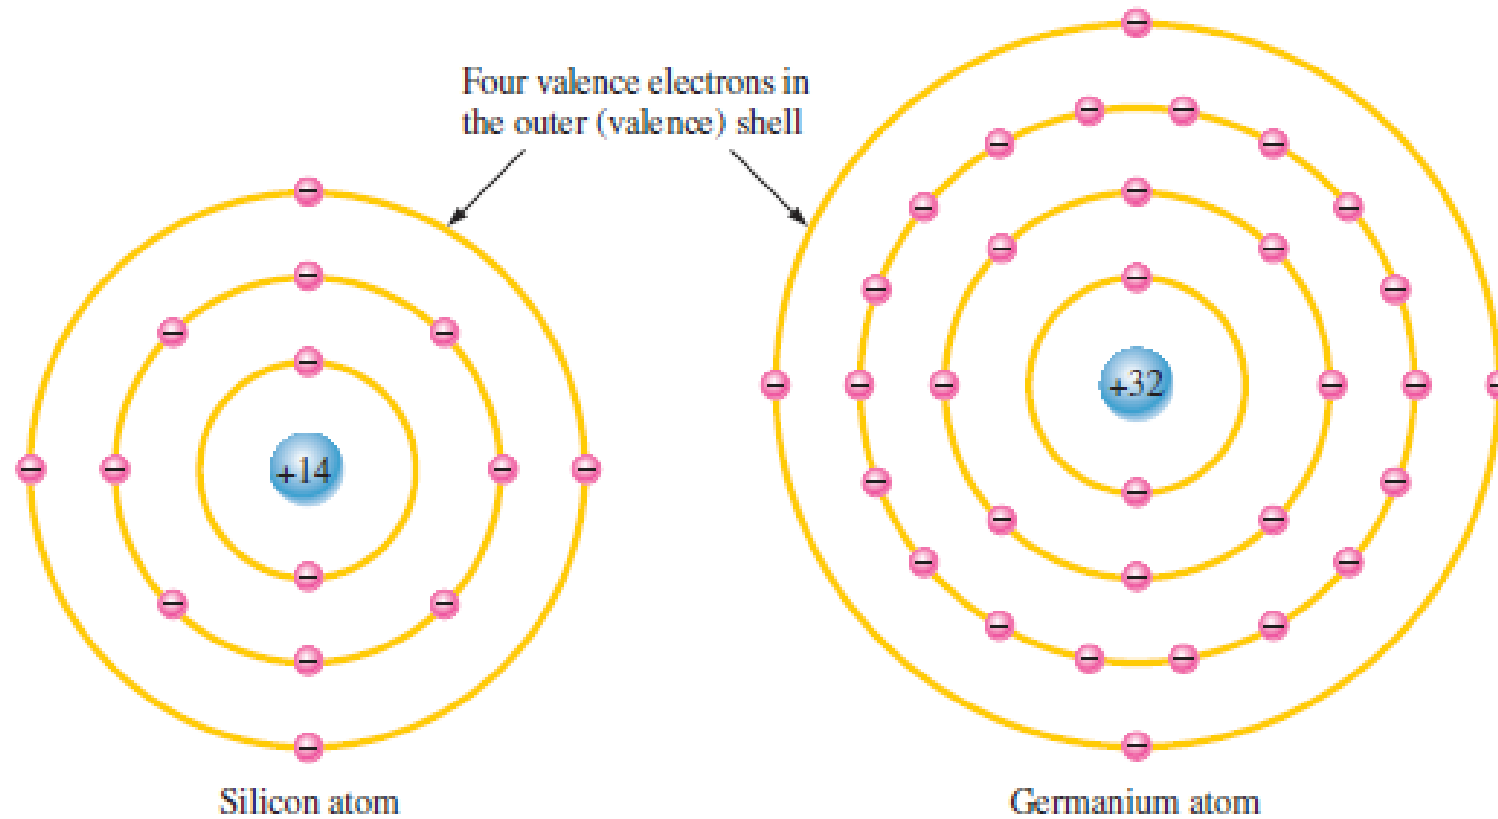 Four valence electrons in
the outer (valence) shell
+14
+32
Silicon atom
Germanium atom